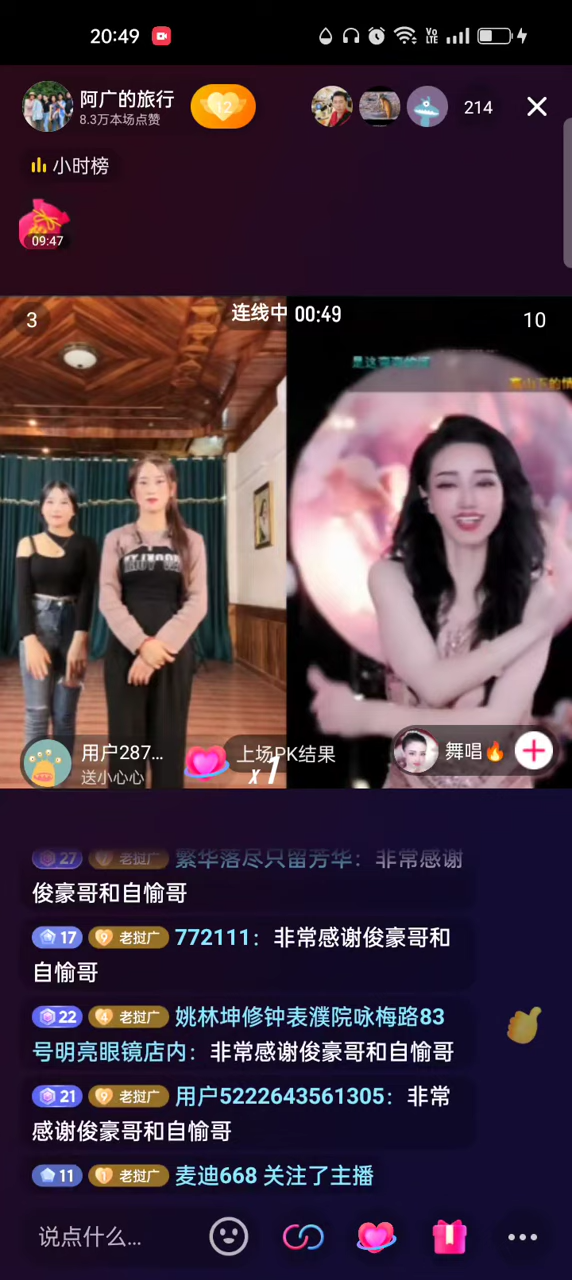 20:49
Vo LTE
阿广的旅行
8.3万本场点赞
12
214
小时榜
09:47
3
连线中 00:49
10
用户287...
送小心心
x 1
上场PK结果
舞唱🔥
27 老挝广 繁华落尽只留芳华：非常感谢
俊豪哥和自愉哥
17 9 老挝广 772111：非常感谢俊豪哥和
自愉哥
22 4 老挝广 姚林坤修钟表濮院咏梅路83
号明亮眼镜店内：非常感谢俊豪哥和自愉哥
21 8 老挝广 用户5222643561305：非常
感谢俊豪哥和自愉哥
11 1 老挝广 麦迪668 关注了主播
说点什么...